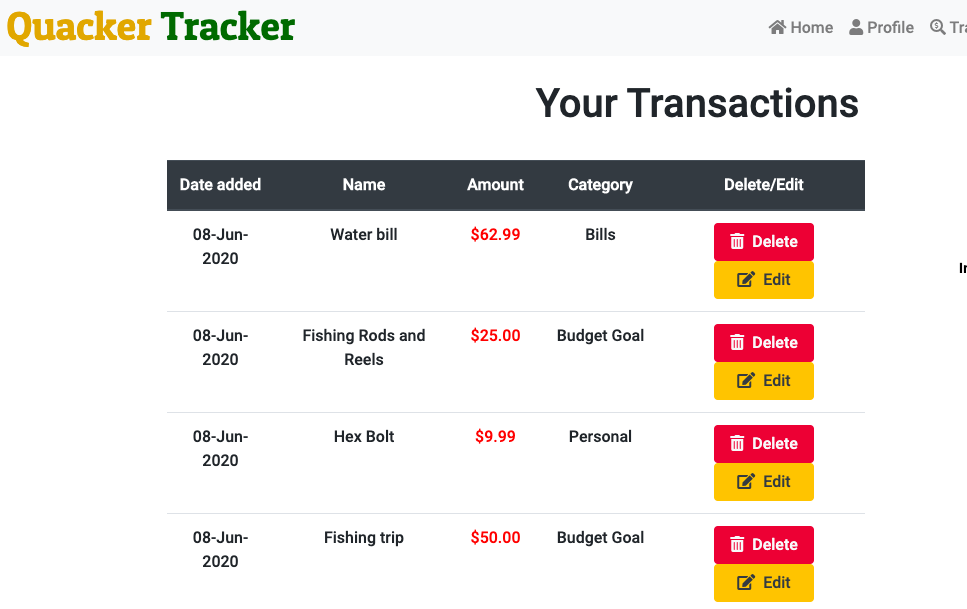 Quacker Tracker
Home Profile
Your Transactions
Date added Name Amount Category Delete/Edit
08-Jun- Water bill $62.99 Bills Delete
2020
Edit
08-Jun- Fishing Rods and $25.00 Budget Goal Delete
2020 Reels
Edit
08-Jun- Hex Bolt $9.99 Personal Delete
2020
Edit
08-Jun- Fishing trip $50.00 Budget Goal Delete
2020
Edit